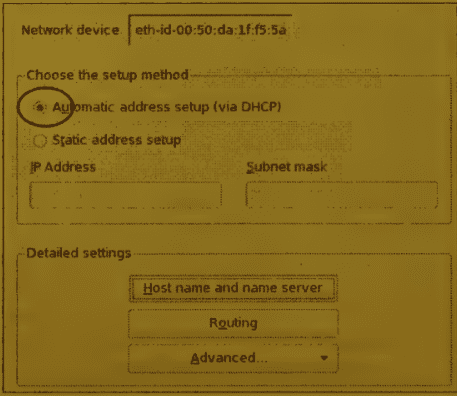 Network device eth-id-00:50:da:1f:f5:5a
Choose the setup method
Automatic address setup (via DHCP)
Static address setup
IP Address Subnet mask
Detailed settings
Host name and name server
Routing
Advanced...